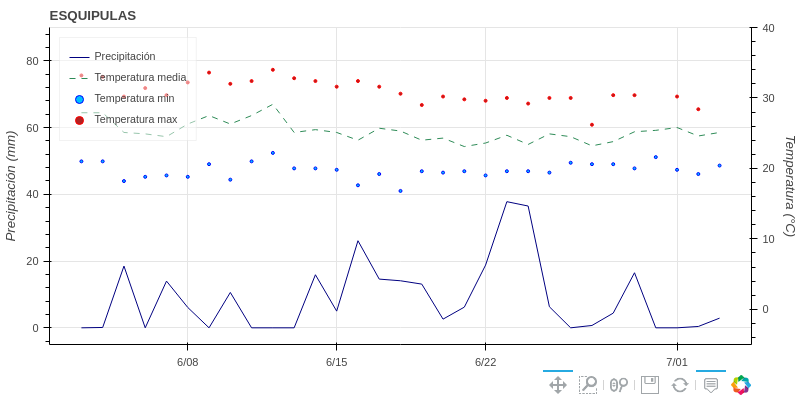 ESQUIPULAS
Precipitación
Temperatura media
Temperatura min
Temperatura max
Precipitación (mm)
80
60
40
20
0
Temperatura (°C)
40
30
20
10
0
6/08
6/15
6/22
7/01